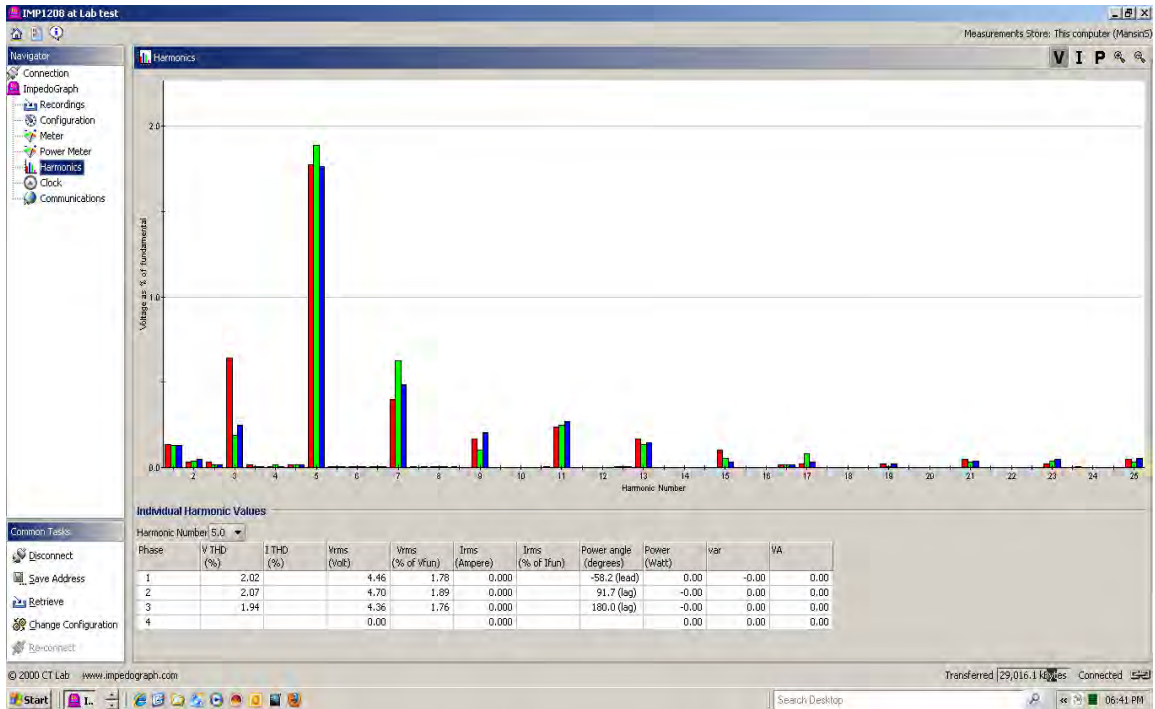 IMP1208 at Lab test
Measurements Store: This computer (MansinS)
Navigator
Connection
ImpedoGraph
Recordings
Configuration
Meter
Power Meter
Harmonics
Clock
Communications
Harmonics
V I P
Voltage as % of fundamental
2.0
1.0
0.0
2 3 4 5 6 7 8 9 10 11 12 13 14 15 16 17 18 19 20 21 22 23 24 25
Harmonic Number
Individual Harmonic Values
Harmonic Number 5.0
Phase V THD (%) I THD (%) Vrms (Volt) Vrms (% of Vfun) Irms (Ampere) Irms (% of Ifun) Power angle (degrees) Power (Watt) var VA
1 2.02 4.46 1.78 0.000 -58.2 (lead) 0.00 -0.00 0.00
2 2.07 4.70 1.89 0.000 91.7 (lag) -0.00 0.00 0.00
3 1.94 4.36 1.76 0.000 180.0 (lag) -0.00 0.00 0.00
4 0.00 0.000 0.00 0.00 0.00
Common Tasks
Disconnect
Save Address
Retrieve
Change Configuration
Re-connect
© 2000 CT Lab www.impedograph.com
Transferred 29,016.1 Connected
Start I.. Search Desktop 06:41 PM